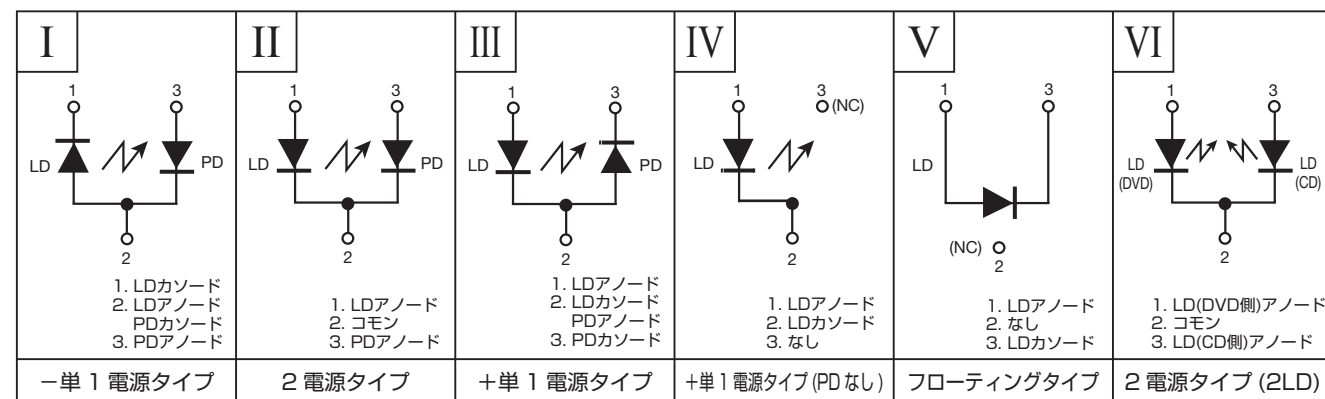 I
1
3
LD
PD
2
1. LDカソード
2. LDアノード
PDカソード
3. PDアノード
－単1電源タイプ
II
1
3
LD
PD
2
1. LDアノード
2. コモン
3. PDアノード
2電源タイプ
III
1
3
LD
PD
2
1. LDアノード
2. LDカソード
PDアノード
3. PDカソード
＋単1電源タイプ
IV
1
3
(NC)
LD
2
1. LDアノード
2. LDカソード
3. なし
+単1電源タイプ(PDなし)
V
1
3
LD
(NC)
2
1. LDアノード
2. なし
3. LDカソード
フローティングタイプ
VI
1
3
LD
(DVD)
LD
(CD)
2
1. LD(DVD側)アノード
2. コモン
3. LD(CD側)アノード
2電源タイプ(2LD)